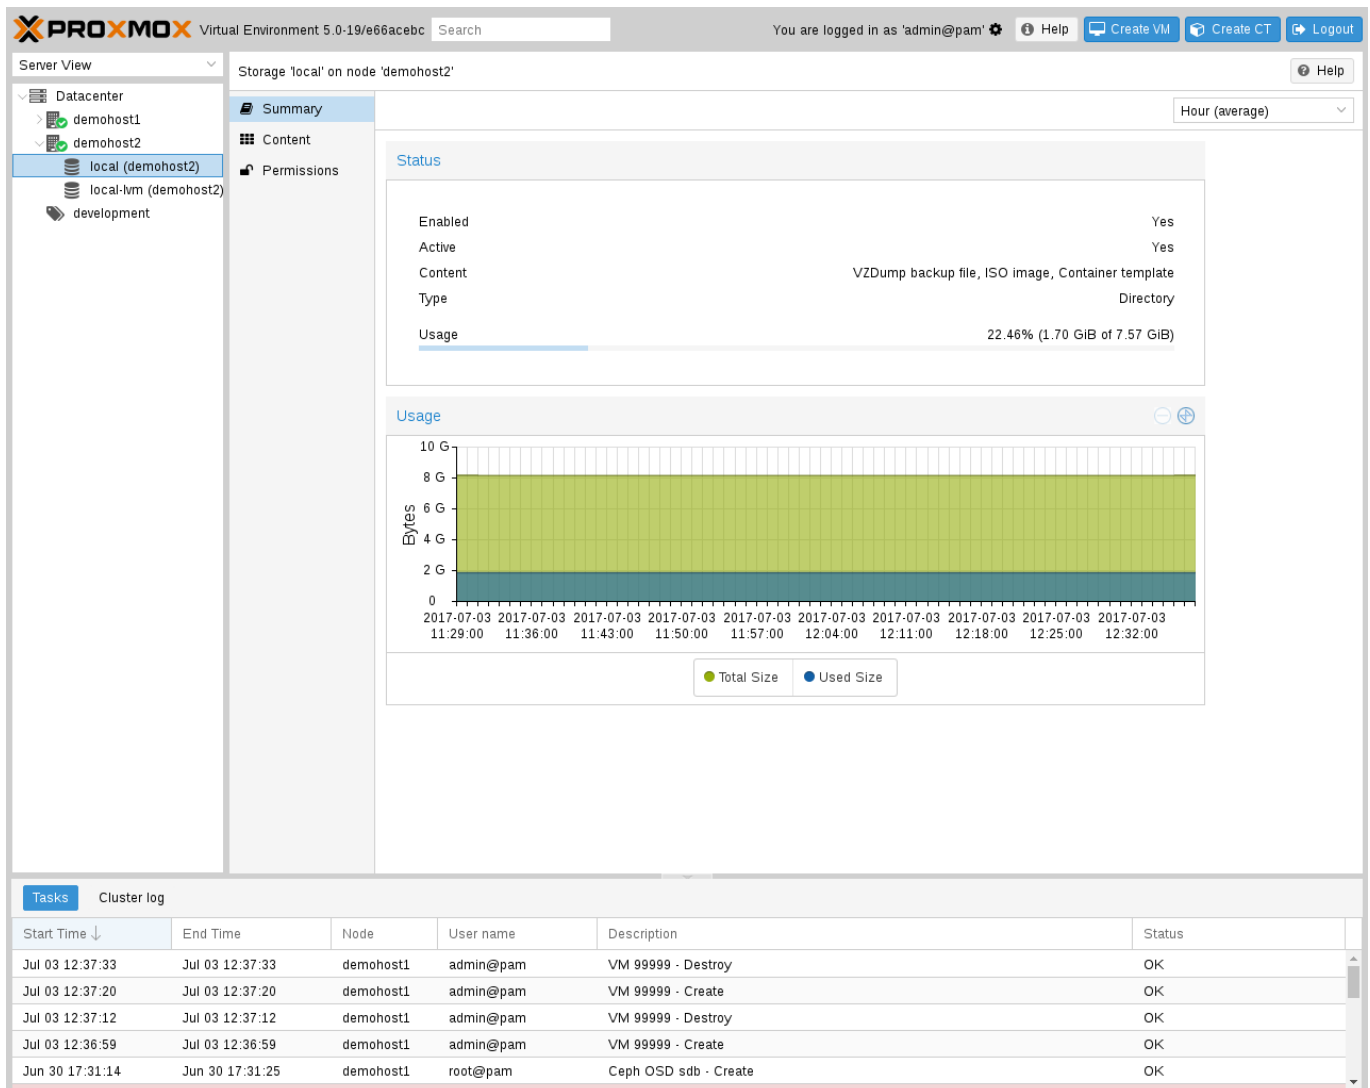 PROXMOX Virtual Environment 5.0-19/e66acebc Search You are logged in as 'admin@pam' Help Create VM Create CT Logout
Server View
Storage 'local' on node 'demohost2' Help
Datacenter
demohost1
demohost2
local (demohost2)
local-lvm (demohost2)
development
Summary
Content
Permissions
Hour (average)
Status
Enabled Yes
Active Yes
Content VZDump backup file, ISO image, Container template
Type Directory
Usage 22.46% (1.70 GiB of 7.57 GiB)
Usage
Bytes
10 G
8 G
6 G
4 G
2 G
0
2017-07-03 2017-07-03 2017-07-03 2017-07-03 2017-07-03 2017-07-03 2017-07-03 2017-07-03 2017-07-03 2017-07-03
11:29:00 11:36:00 11:43:00 11:50:00 11:57:00 12:04:00 12:11:00 12:18:00 12:25:00 12:32:00
Total Size Used Size
Tasks Cluster log
Start Time End Time Node User name Description Status
Jul 03 12:37:33 Jul 03 12:37:33 demohost1 admin@pam VM 99999 - Destroy OK
Jul 03 12:37:20 Jul 03 12:37:20 demohost1 admin@pam VM 99999 - Create OK
Jul 03 12:37:12 Jul 03 12:37:12 demohost1 admin@pam VM 99999 - Destroy OK
Jul 03 12:36:59 Jul 03 12:36:59 demohost1 admin@pam VM 99999 - Create OK
Jun 30 17:31:14 Jun 30 17:31:25 demohost1 root@pam Ceph OSD sdb - Create OK